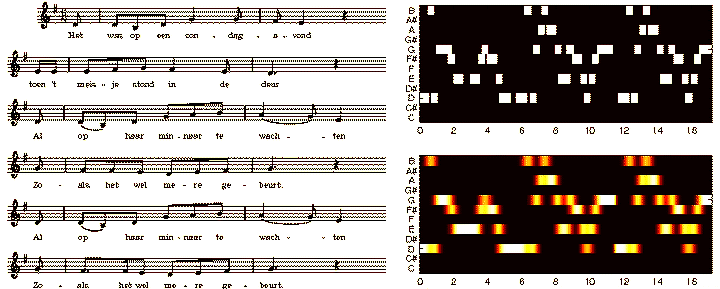 Het was op een zon - dag - a - vond
toen 't meis - je stond in de deur
Al op haar min - naar te wach - ten
Zo - als het wel me - re ge - beurt.
Al op haar min - naar te wach - ten
Zo - als het wel me - re ge - beurt.
B
A#
A
G#
G
F#
F
E
D#
D
C#
C
0 2 4 6 8 10 12 14 16
B
A#
A
G#
G
F#
F
E
D#
D
C#
C
0 2 4 6 8 10 12 14 16